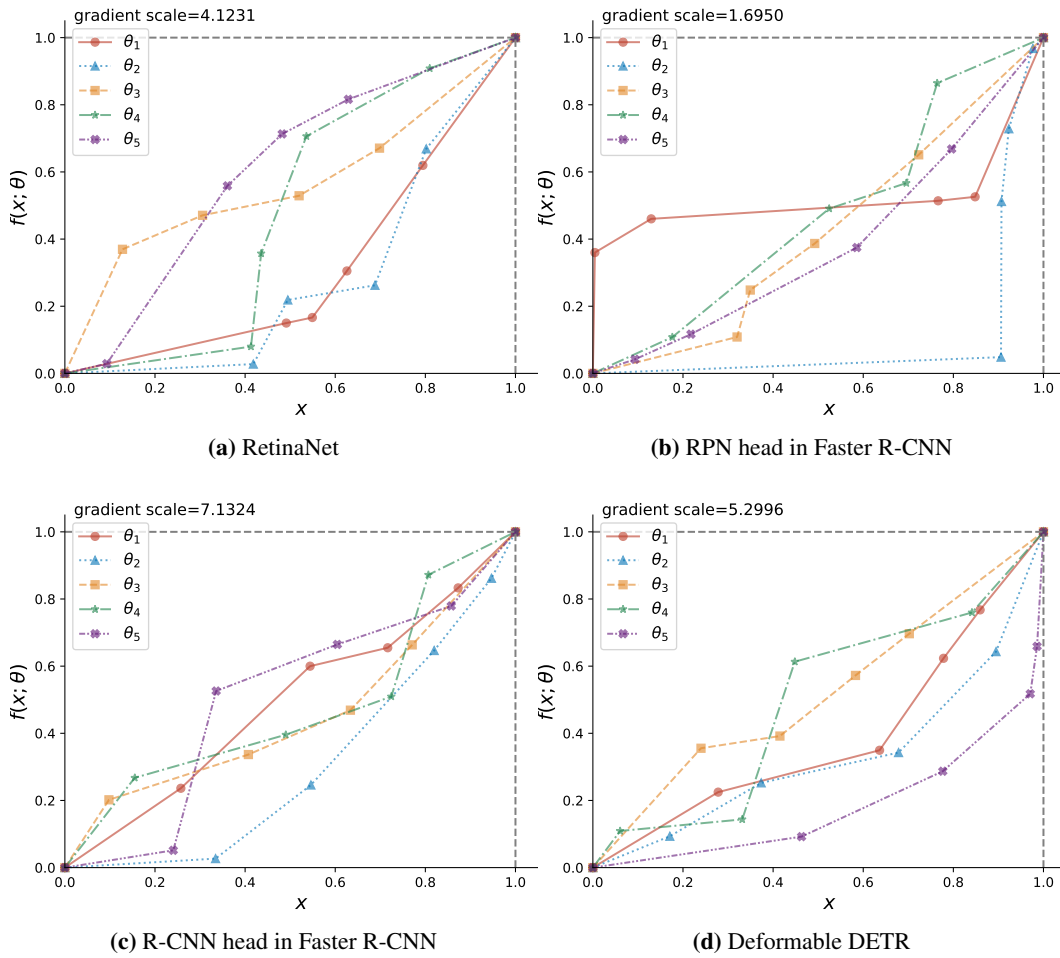 gradient scale=4.1231
1.0
0.8
0.6
0.4
0.2
0.0
f(x; θ)
θ₁
θ₂
θ₃
θ₄
θ₅
0.0 0.2 0.4 0.6 0.8 1.0
x
(a) RetinaNet
gradient scale=1.6950
1.0
0.8
0.6
0.4
0.2
0.0
f(x; θ)
θ₁
θ₂
θ₃
θ₄
θ₅
0.0 0.2 0.4 0.6 0.8 1.0
x
(b) RPN head in Faster R-CNN
gradient scale=7.1324
1.0
0.8
0.6
0.4
0.2
0.0
f(x; θ)
θ₁
θ₂
θ₃
θ₄
θ₅
0.0 0.2 0.4 0.6 0.8 1.0
x
(c) R-CNN head in Faster R-CNN
gradient scale=5.2996
1.0
0.8
0.6
0.4
0.2
0.0
f(x; θ)
θ₁
θ₂
θ₃
θ₄
θ₅
0.0 0.2 0.4 0.6 0.8 1.0
x
(d) Deformable DETR